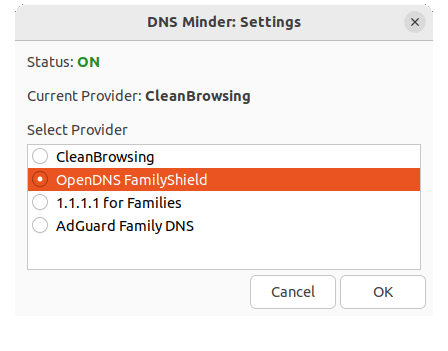 DNS Minder: Settings
Status: ON
Current Provider: CleanBrowsing
Select Provider
CleanBrowsing
OpenDNS FamilyShield
1.1.1.1 for Families
AdGuard Family DNS
Cancel OK